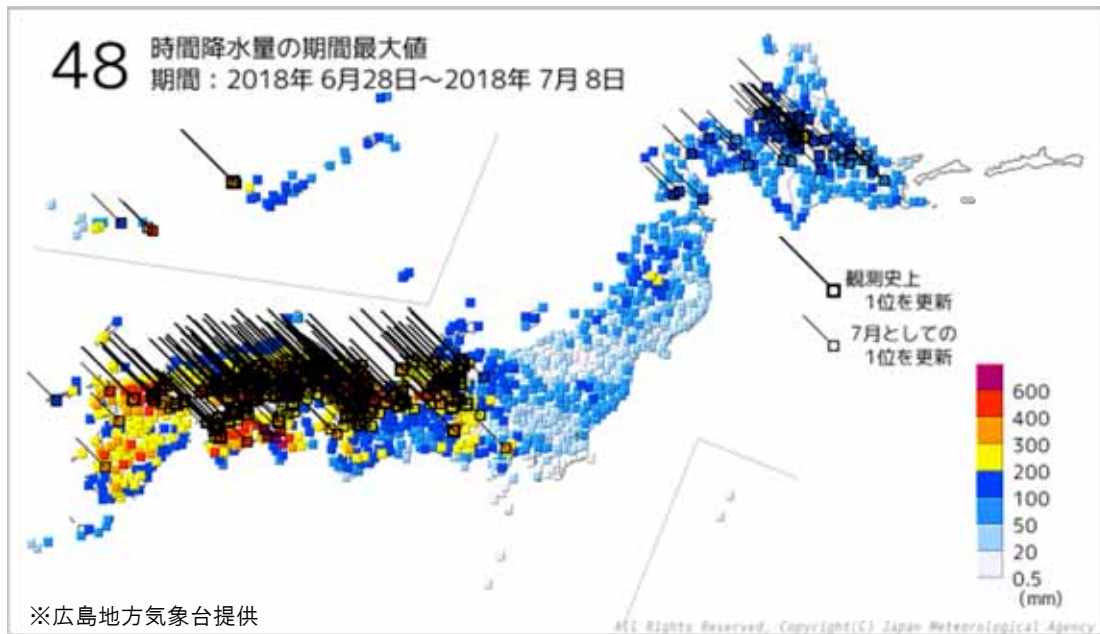 48
時間降水量の期間最大値
期間：2018年 6月28日～2018年 7月 8日
観測史上
1位を更新
7月としての
1位を更新
600
400
300
200
100
50
20
0.5
(mm)
※広島地方気象台提供
All Rights Reserved, Copyright(C) Japan Meteorological Agency